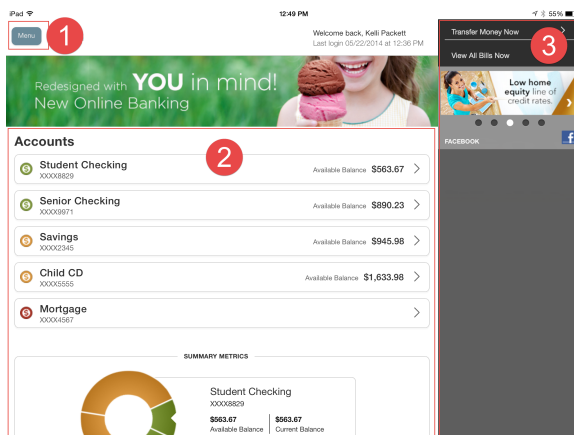 iPad
12:49 PM
55%
Menu
1
Welcome back, Kelli Packett
Last login 05/22/2014 at 12:36 PM
Transfer Money Now
3
View All Bills Now
Redesigned with YOU in mind!
New Online Banking
Low home
equity line of
credit rates.
FACEBOOK
f
Accounts
2
Student Checking
XXXX8829
Available Balance $563.67
Senior Checking
XXXX9971
Available Balance $890.23
Savings
XXXX2345
Available Balance $945.98
Child CD
XXXX5555
Available Balance $1,633.98
Mortgage
XXXX4567
SUMMARY METRICS
Student Checking
XXXX8829
$563.67
Available Balance
$563.67
Current Balance